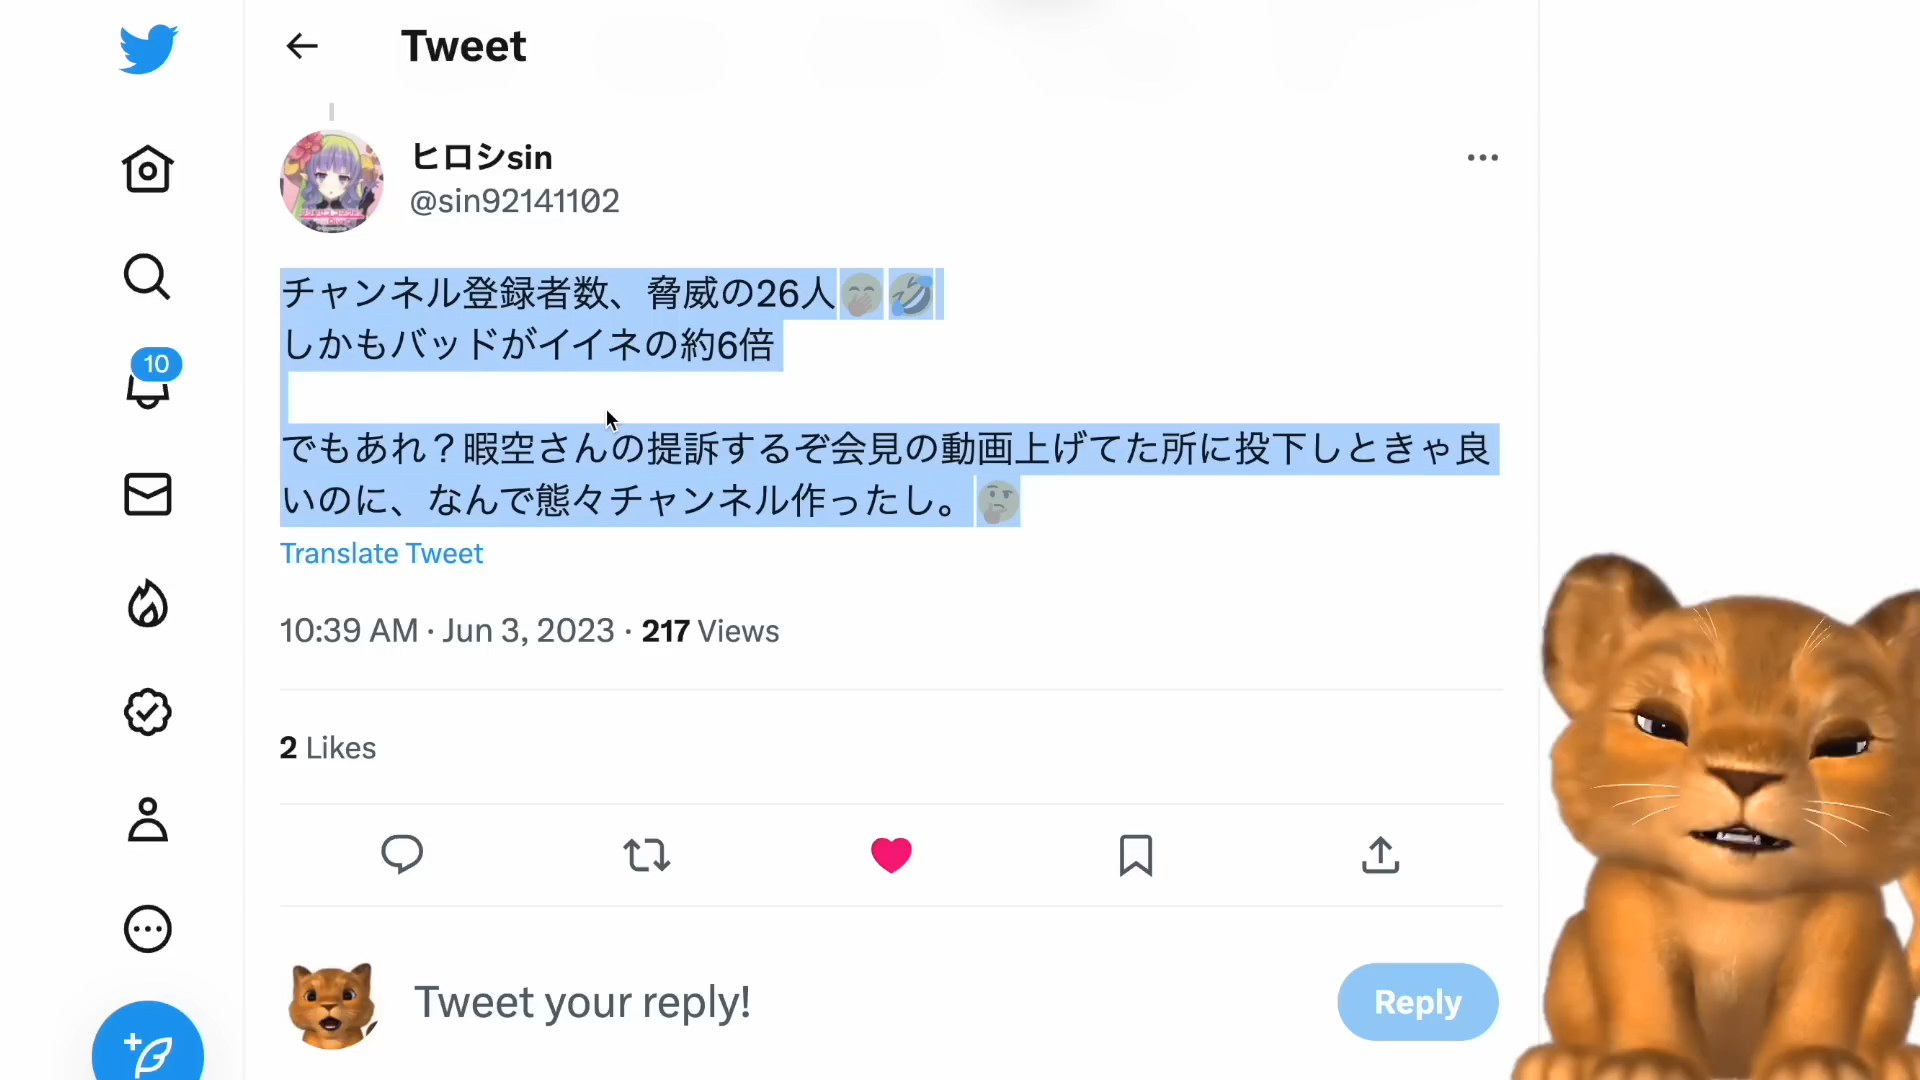 Tweet
ヒロシsin
@sin92141102
10
チャンネル登録者数、脅威の26人🤭🤣
しかもバッドがイイネの約6倍
でもあれ？暇空さんの提訴するぞ会見の動画上げてた所に投下しときゃ良
いのに、なんで態々チャンネル作ったし。🤔
Translate Tweet
10:39 AM · Jun 3, 2023 · 217 Views
2 Likes
Tweet your reply!
Reply